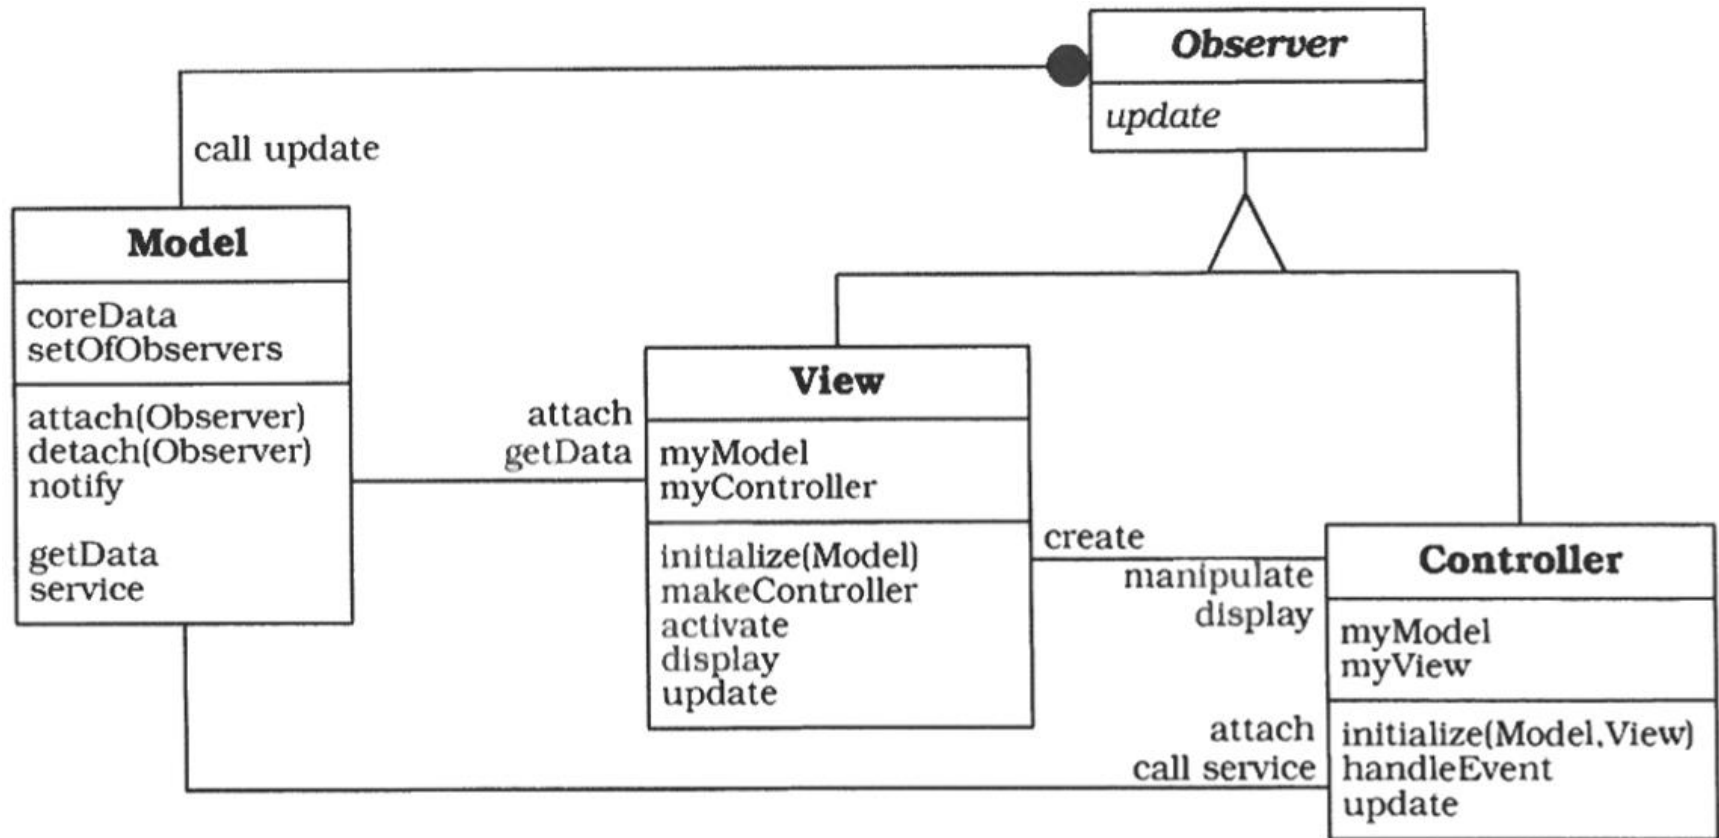 Observer
update
call update
Model
coreData
setOfObservers
attach(Observer)
detach(Observer)
notify
getData
service
attach
getData
View
myModel
myController
initialize(Model)
makeController
activate
display
update
create
manipulate
display
Controller
myModel
myView
attach
call service
initialize(Model,View)
handleEvent
update